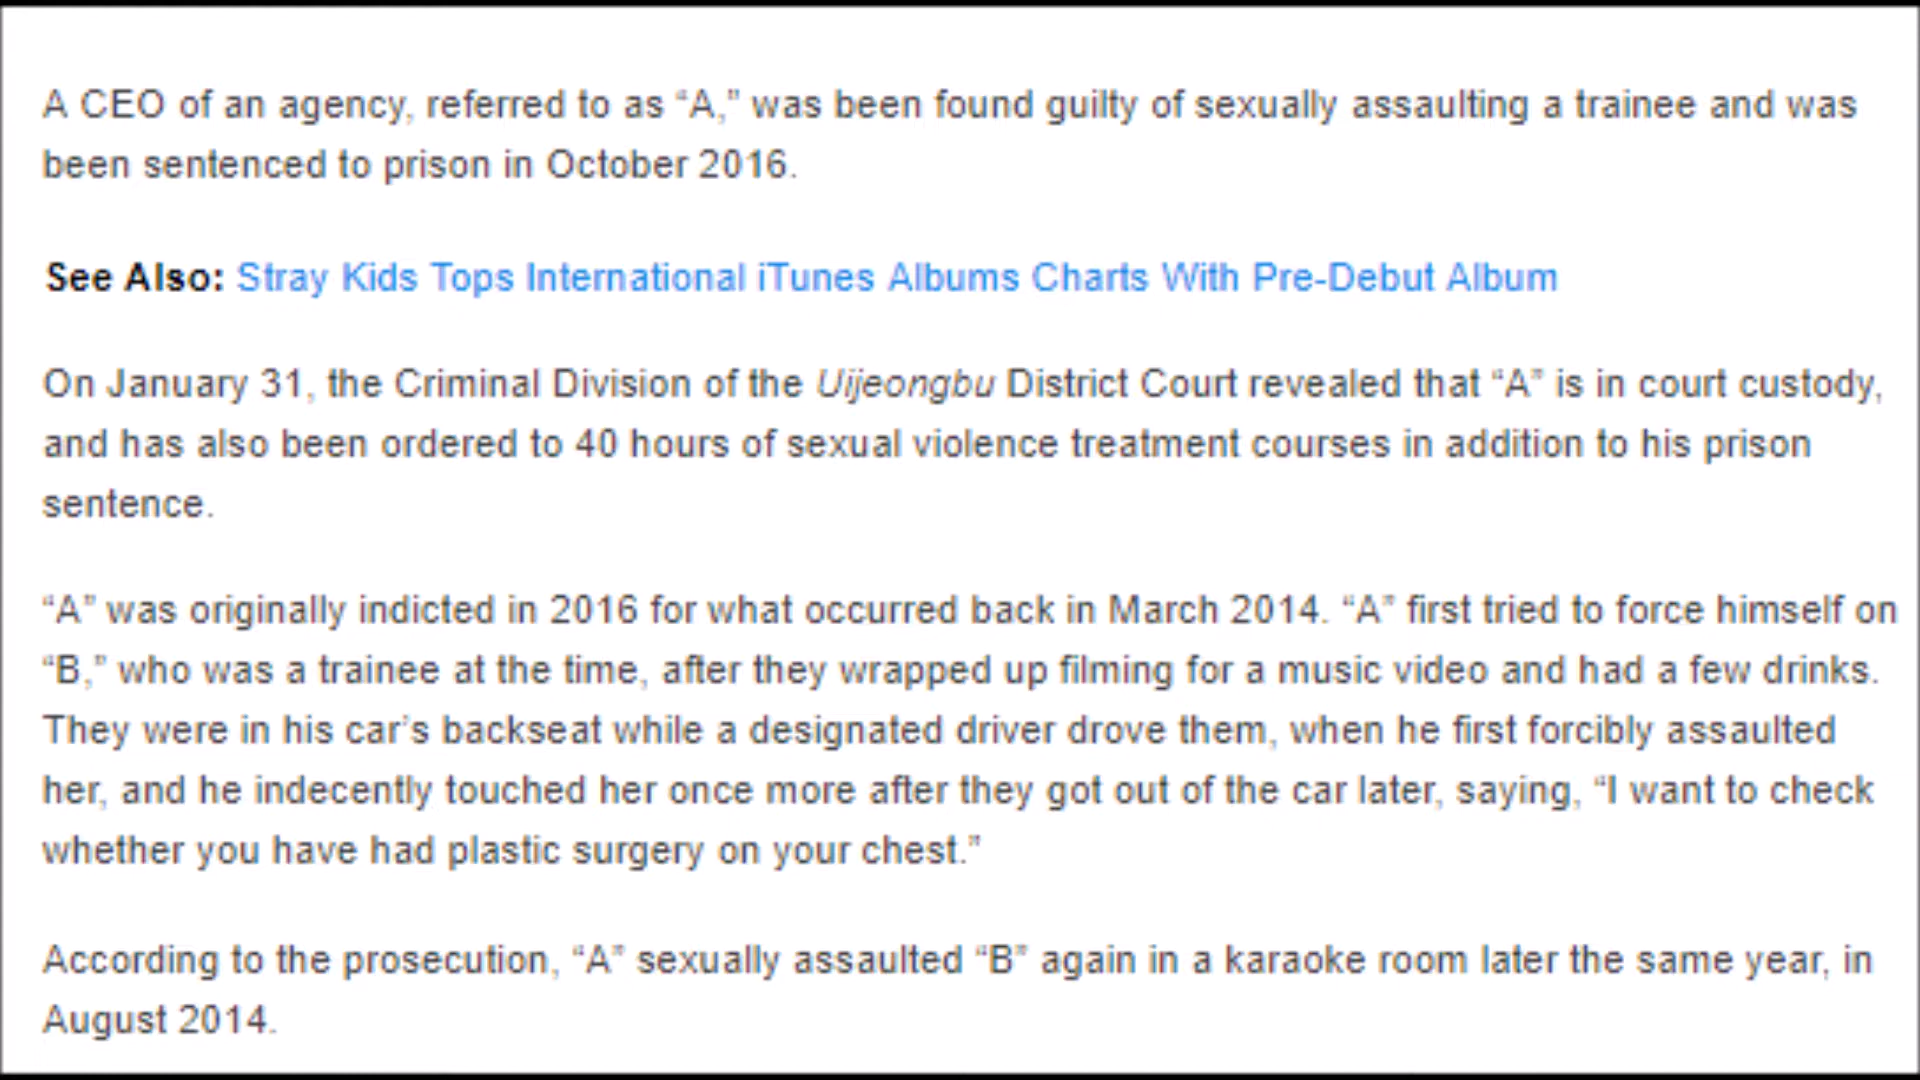 A CEO of an agency, referred to as “A,” was been found guilty of sexually assaulting a trainee and was
been sentenced to prison in October 2016.
See Also: Stray Kids Tops International iTunes Albums Charts With Pre-Debut Album
On January 31, the Criminal Division of the Uijeongbu District Court revealed that “A” is in court custody,
and has also been ordered to 40 hours of sexual violence treatment courses in addition to his prison
sentence.
“A” was originally indicted in 2016 for what occurred back in March 2014. “A” first tried to force himself on
“B,” who was a trainee at the time, after they wrapped up filming for a music video and had a few drinks.
They were in his car’s backseat while a designated driver drove them, when he first forcibly assaulted
her, and he indecently touched her once more after they got out of the car later, saying, “I want to check
whether you have had plastic surgery on your chest.”
According to the prosecution, “A” sexually assaulted “B” again in a karaoke room later the same year, in
August 2014.